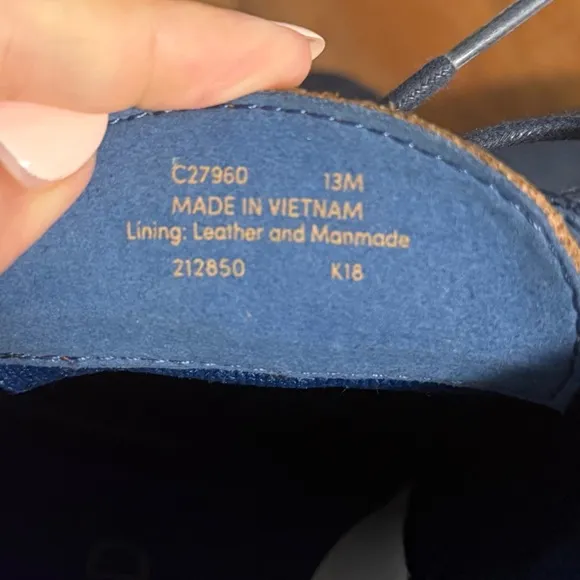 C27960 13M
MADE IN VIETNAM
Lining: Leather and Manmade
212850 K18